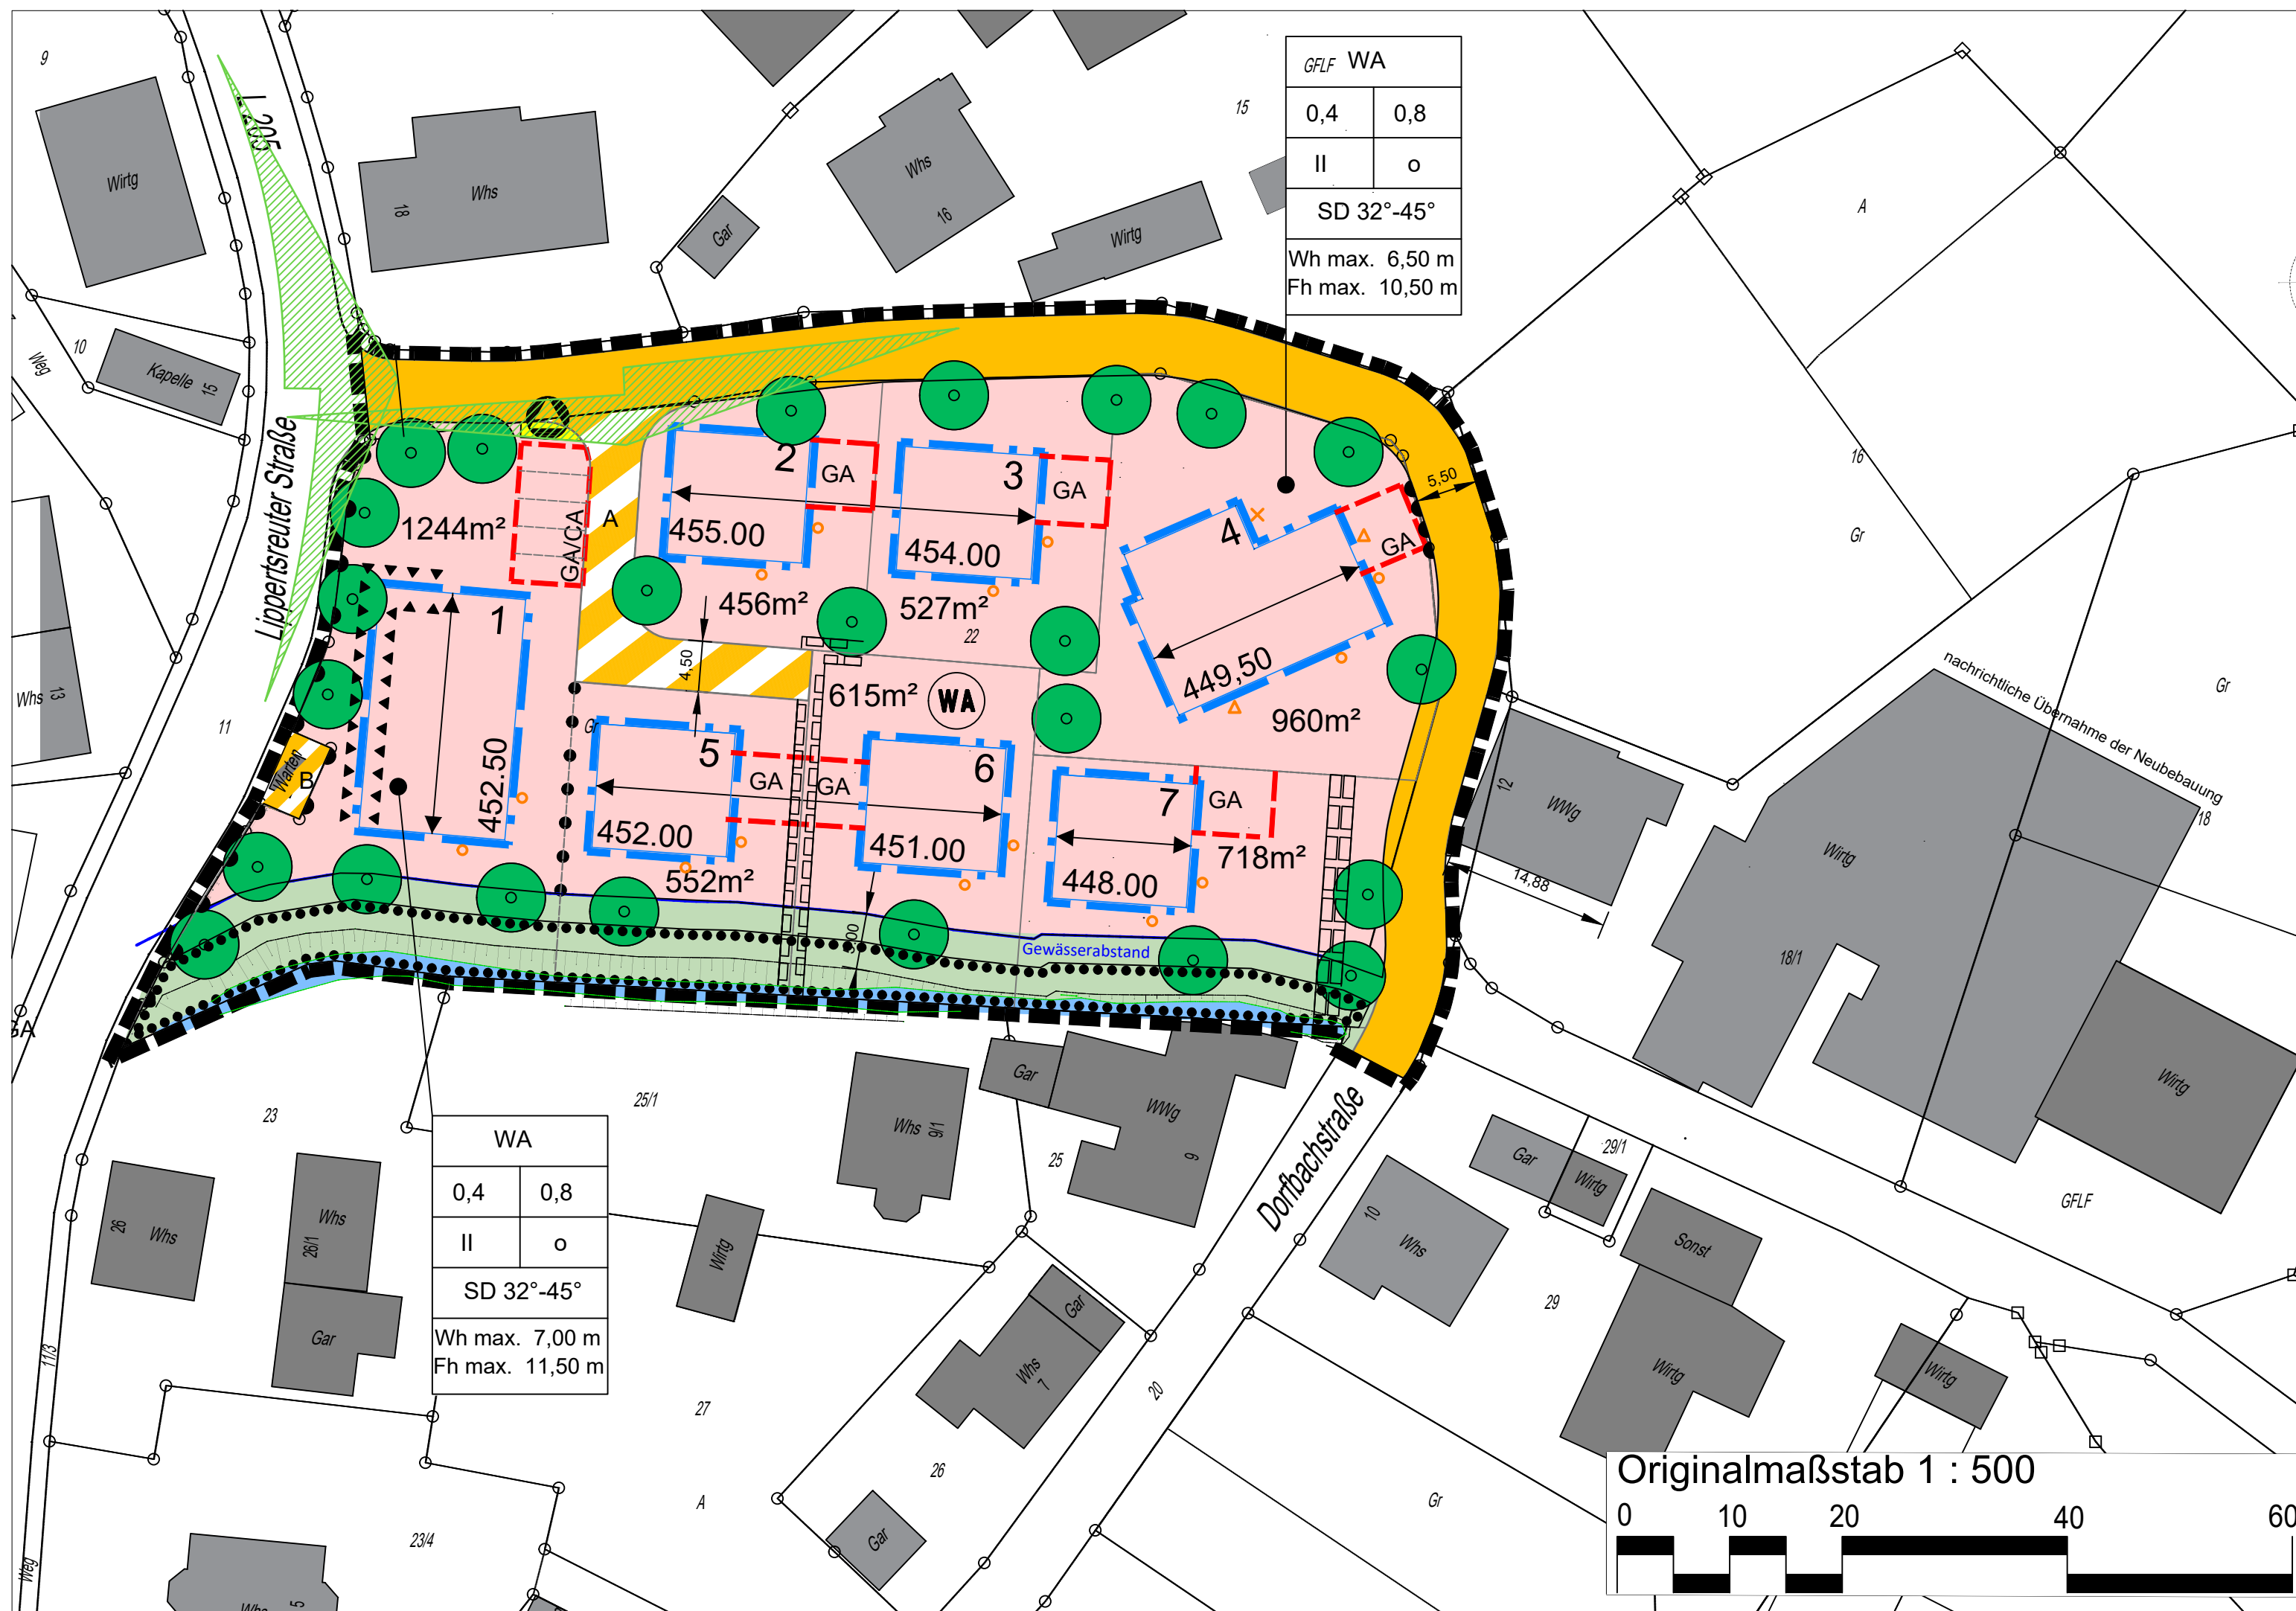 9
L 205
Wirtg
18
Whs
Gar
Whs
16
15
Wirtg
GFLF WA
0,4 0,8
II o
SD 32°-45°
Wh max. 6,50 m
Fh max. 10,50 m
A
Weg
10
Kapelle
15
Lippertsreuter Straße
1244m²
GA/CA
A
2
GA
455.00
456m²
3
GA
454.00
527m²
22
4
GA
449,50
960m²
5,50
16
Gr
1
452.50
4,50
615m²
WA
Whs 13
11
Warten
B
Gr
5
GA
452.00
552m²
GA
6
451.00
7
GA
448.00
718m²
Gewässerabstand
nachrichtliche Übernahme der Neubebauung
Gr
12
WWg
14,88
Wirtg
18
18/1
Wirtg
GA
23
25/1
Gar
Whs 9/1
WWg
9
25
Dorfbachstraße
Gar
Wirtg
29/1
GFLF
10
Whs
Sonst
29
Wirtg
Wirtg
26
Whs
Whs
26/1
Gar
WA
0,4 0,8
II o
SD 32°-45°
Wh max. 7,00 m
Fh max. 11,50 m
Wirtg
Gar
Whs
7
20
11/3
27
26
A
Gar
Gr
23/4
Weg
Whs
5
Originalmaßstab 1 : 500
0 10 20 40 60